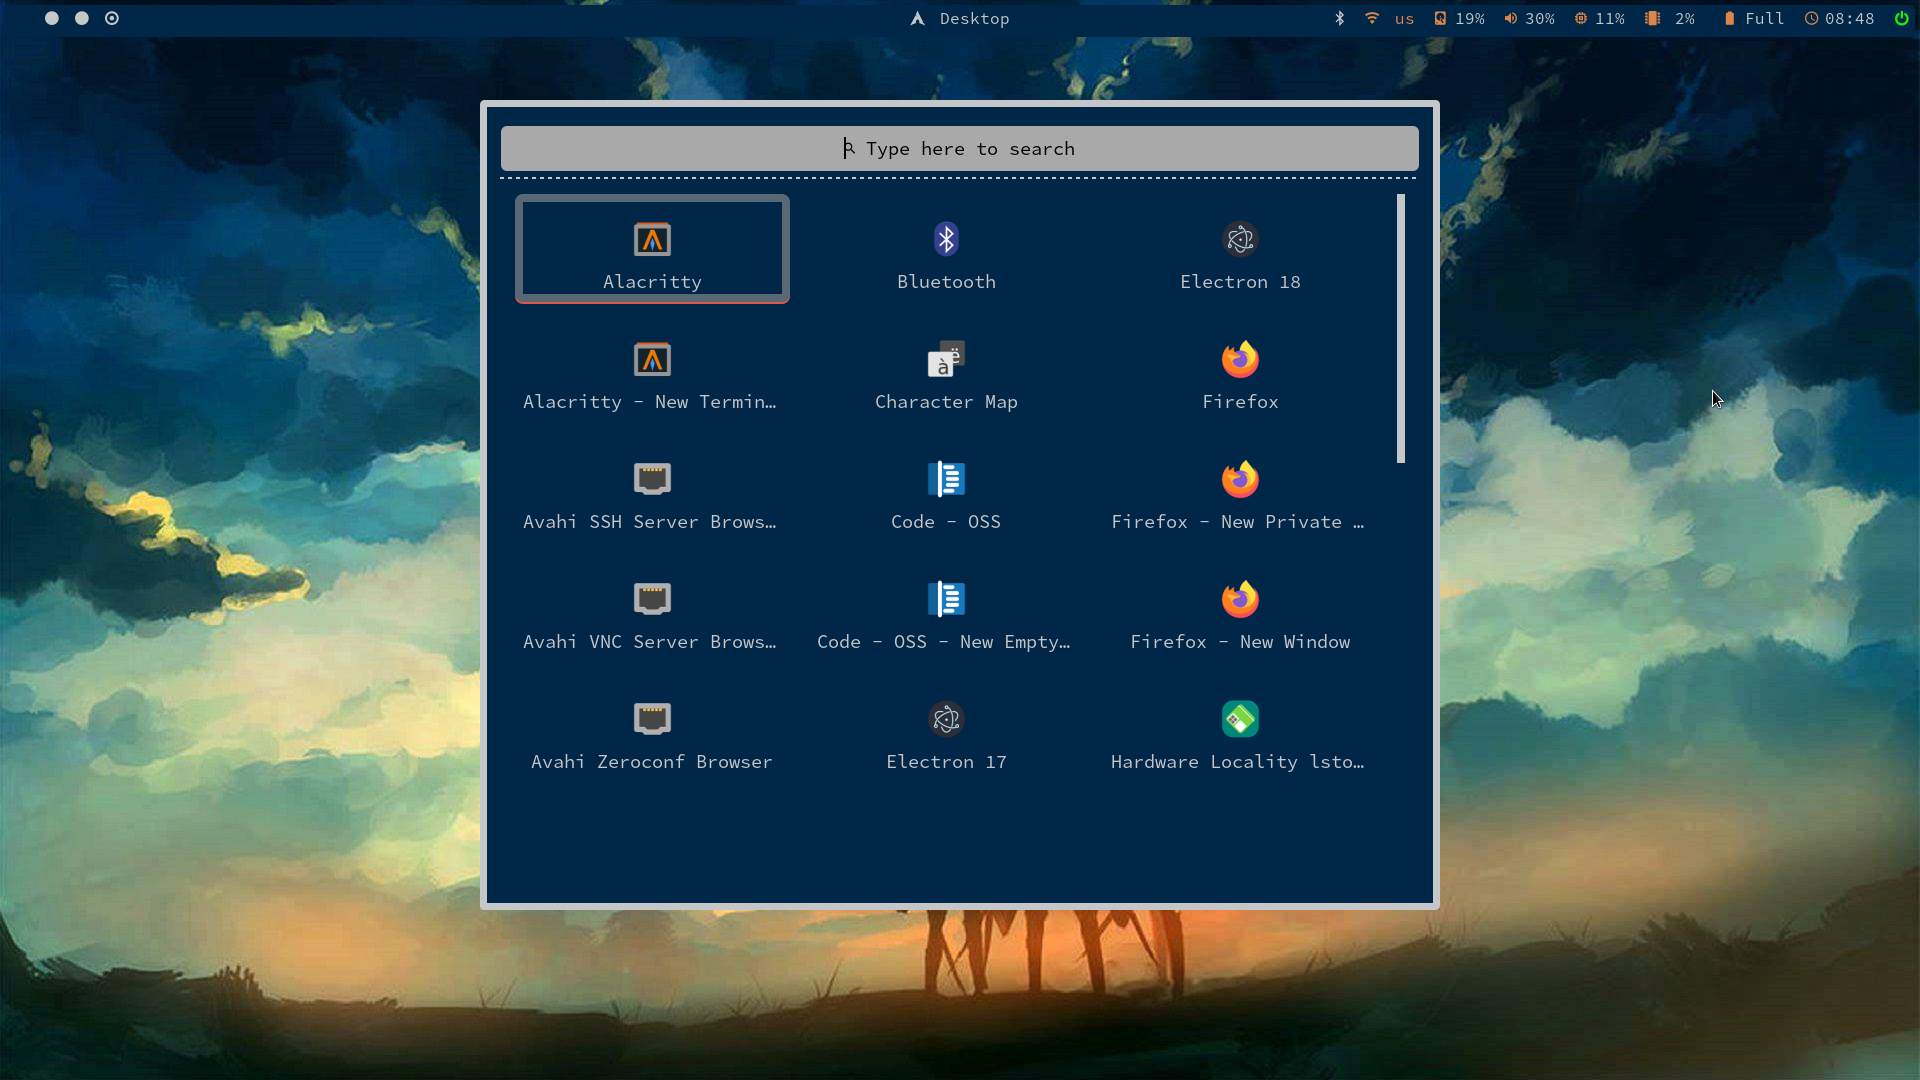 Desktop
us 19% 30% 11% 2% Full 08:48
Type here to search
Alacritty
Bluetooth
Electron 18
Alacritty - New Termin…
Character Map
Firefox
Avahi SSH Server Brows…
Code - OSS
Firefox - New Private …
Avahi VNC Server Brows…
Code - OSS - New Empty…
Firefox - New Window
Avahi Zeroconf Browser
Electron 17
Hardware Locality lsto…